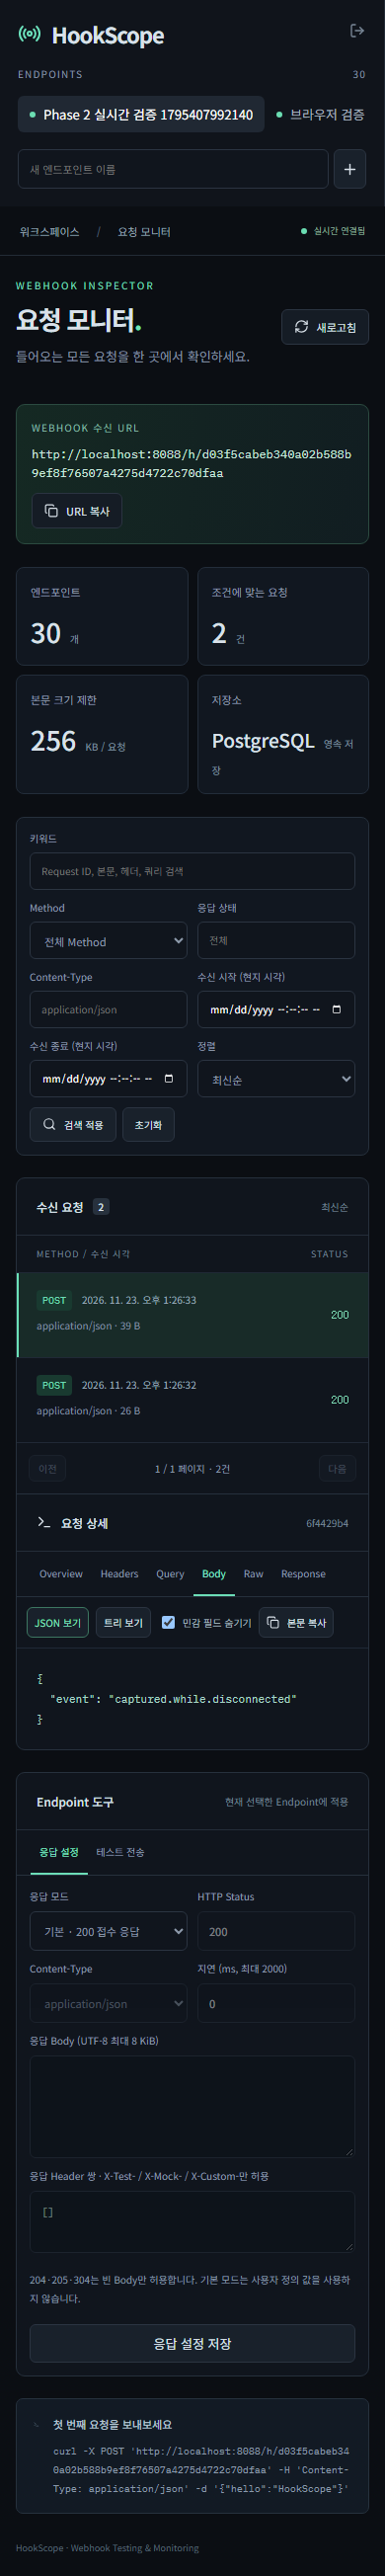 HookScope
ENDPOINTS 30
Phase 2 실시간 검증 1795407992140 브라우저 검증
새 엔드포인트 이름
워크스페이스 / 요청 모니터 실시간 연결됨
WEBHOOK INSPECTOR
요청 모니터.
새로고침
들어오는 모든 요청을 한 곳에서 확인하세요.
WEBHOOK 수신 URL
http://localhost:8088/h/d03f5cabeb340a02b588b
9ef8f76507a4275d4722c70dfaa
URL 복사
엔드포인트 조건에 맞는 요청
30 개 2 건
본문 크기 제한 저장소
256 KB / 요청 PostgreSQL 영속 저
장
키워드
Request ID, 본문, 헤더, 쿼리 검색
Method 응답 상태
전체 Method 전체
Content-Type 수신 시작 (현지 시각)
application/json mm/dd/yyyy --:--:-- --
수신 종료 (현지 시각) 정렬
mm/dd/yyyy --:--:-- -- 최신순
검색 적용 초기화
수신 요청 2 최신순
METHOD / 수신 시각 STATUS
POST 2026. 11. 23. 오후 1:26:33
200
application/json · 39 B
POST 2026. 11. 23. 오후 1:26:32
200
application/json · 26 B
이전 1 / 1 페이지 · 2건 다음
요청 상세 6f4429b4
Overview Headers Query Body Raw Response
JSON 보기 트리 보기 민감 필드 숨기기 본문 복사
{
"event": "captured.while.disconnected"
}
Endpoint 도구 현재 선택한 Endpoint에 적용
응답 설정 테스트 전송
응답 모드 HTTP Status
기본 · 200 접수 응답 200
Content-Type 지연 (ms, 최대 2000)
application/json 0
응답 Body (UTF-8 최대 8 KiB)
응답 Header 쌍 · X-Test- / X-Mock- / X-Custom-만 허용
[]
204·205·304는 빈 Body만 허용합니다. 기본 모드는 사용자 정의 값을 사용하
지 않습니다.
응답 설정 저장
첫 번째 요청을 보내보세요
curl -X POST 'http://localhost:8088/h/d03f5cabeb34
0a02b588b9ef8f76507a4275d4722c70dfaa' -H 'Content-
Type: application/json' -d '{"hello":"HookScope"}'
HookScope · Webhook Testing & Monitoring